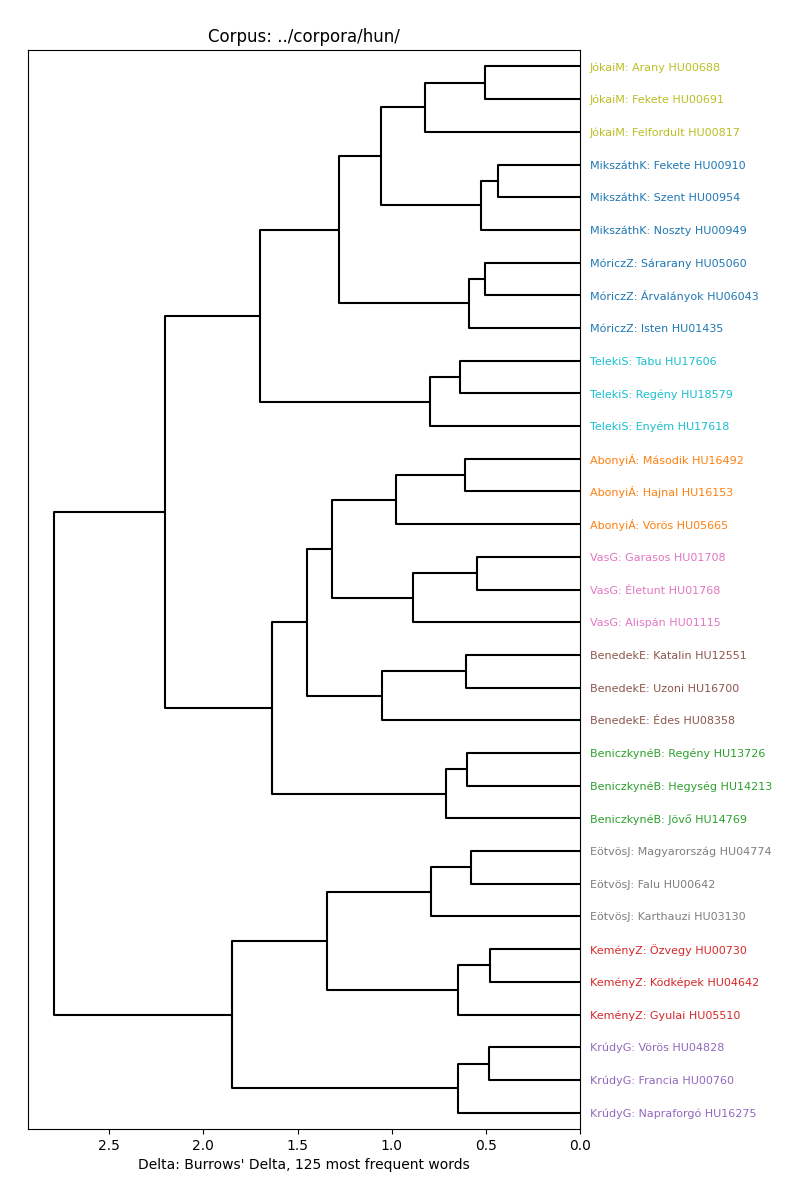 Corpus: ../corpora/hun/
JókaiM: Arany HU00688
JókaiM: Fekete HU00691
JókaiM: Felfordult HU00817
MikszáthK: Fekete HU00910
MikszáthK: Szent HU00954
MikszáthK: Noszty HU00949
MóriczZ: Sárarany HU05060
MóriczZ: Árvalányok HU06043
MóriczZ: Isten HU01435
TelekiS: Tabu HU17606
TelekiS: Regény HU18579
TelekiS: Enyém HU17618
AbonyiÁ: Második HU16492
AbonyiÁ: Hajnal HU16153
AbonyiÁ: Vörös HU05665
VasG: Garasos HU01708
VasG: Életunt HU01768
VasG: Alispán HU01115
BenedekE: Katalin HU12551
BenedekE: Uzoni HU16700
BenedekE: Édes HU08358
BeniczkynéB: Regény HU13726
BeniczkynéB: Hegység HU14213
BeniczkynéB: Jövő HU14769
EötvösJ: Magyarország HU04774
EötvösJ: Falu HU00642
EötvösJ: Karthauzi HU03130
KeményZ: Özvegy HU00730
KeményZ: Ködképek HU04642
KeményZ: Gyulai HU05510
KrúdyG: Vörös HU04828
KrúdyG: Francia HU00760
KrúdyG: Napraforgó HU16275
2.5 2.0 1.5 1.0 0.5 0.0
Delta: Burrows' Delta, 125 most frequent words